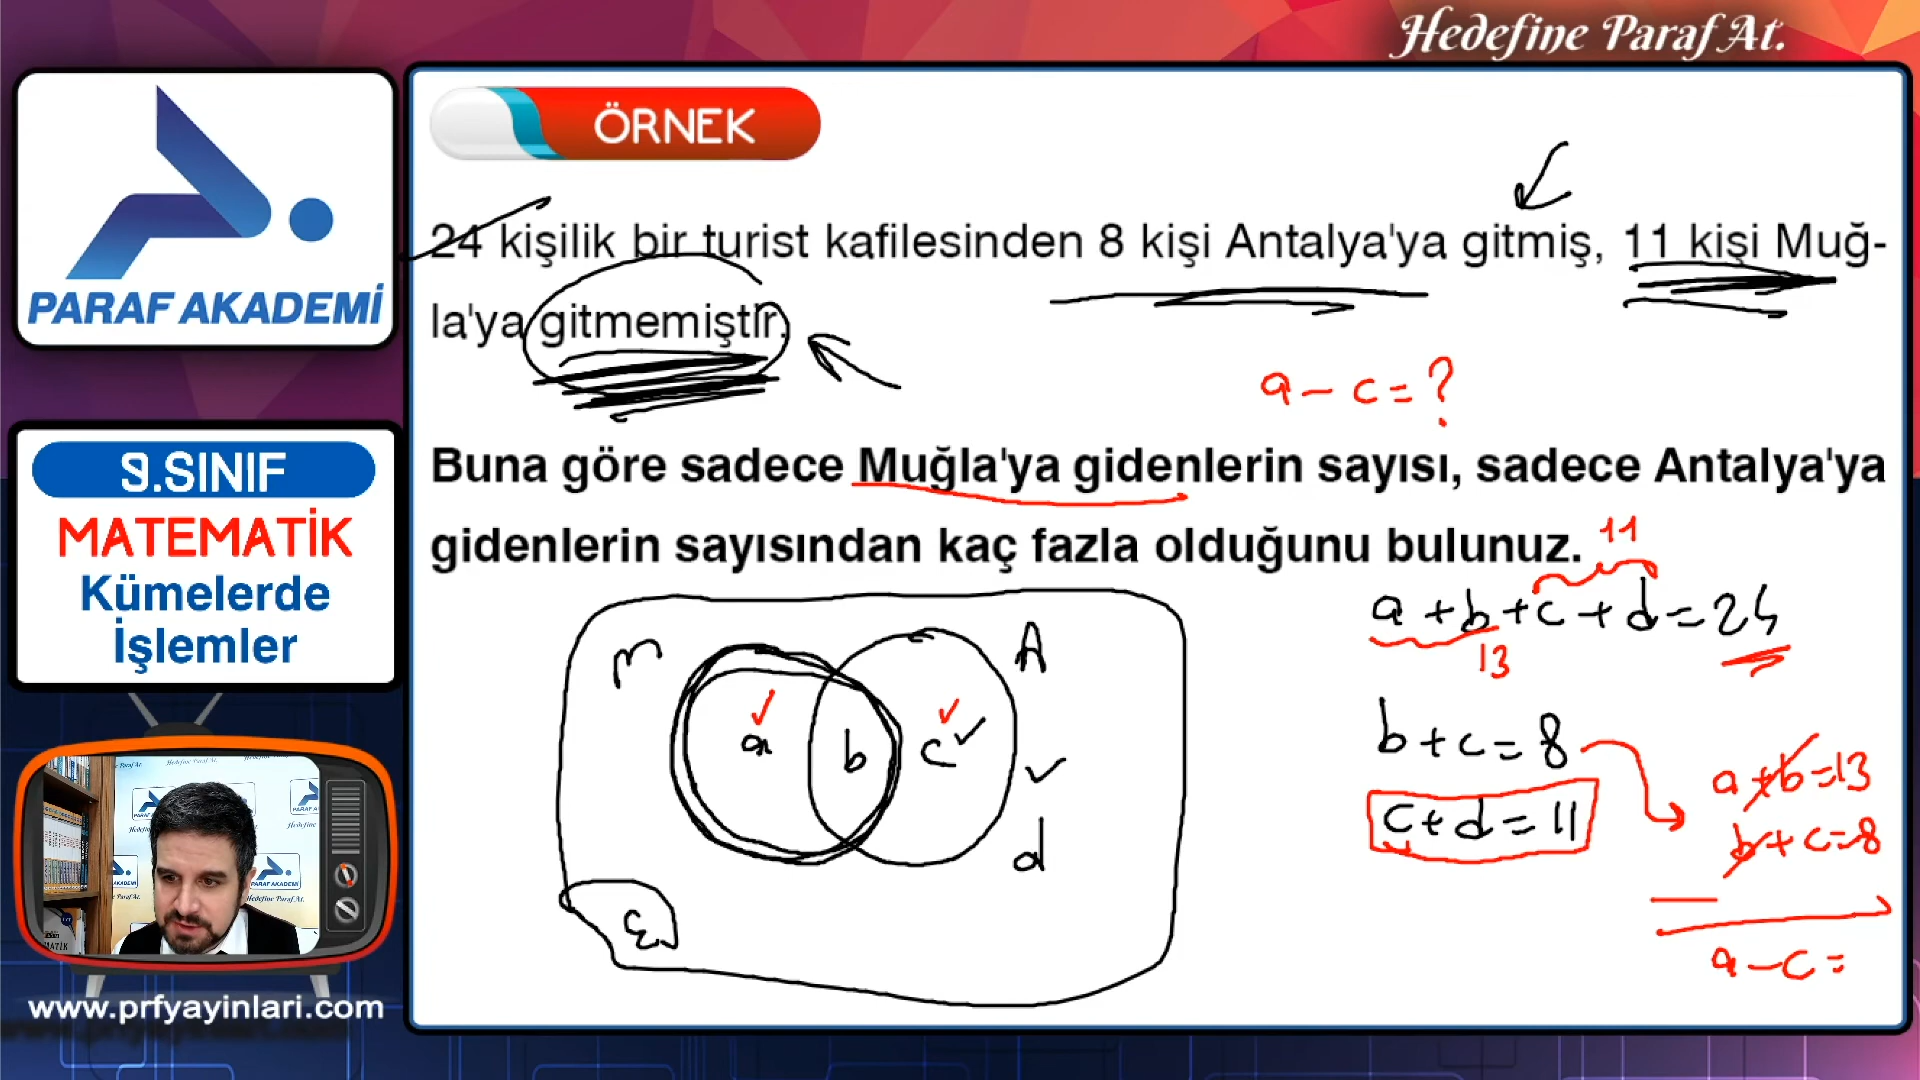 Hedefine Paraf At.
PARAF AKADEMİ
9.SINIF
MATEMATİK
Kümelerde
İşlemler
www.prfyayinlari.com
ÖRNEK
24 kişilik bir turist kafilesinden 8 kişi Antalya'ya gitmiş, 11 kişi Muğ-
la'ya gitmemiştir.
a - c = ?
Buna göre sadece Muğla'ya gidenlerin sayısı, sadece Antalya'ya
gidenlerin sayısından kaç fazla olduğunu bulunuz.
11
a + b + c + d = 24
13
b + c = 8
c + d = 11
a + b = 13
b + c = 8
a - c =
m
A
a
b
c
d
E